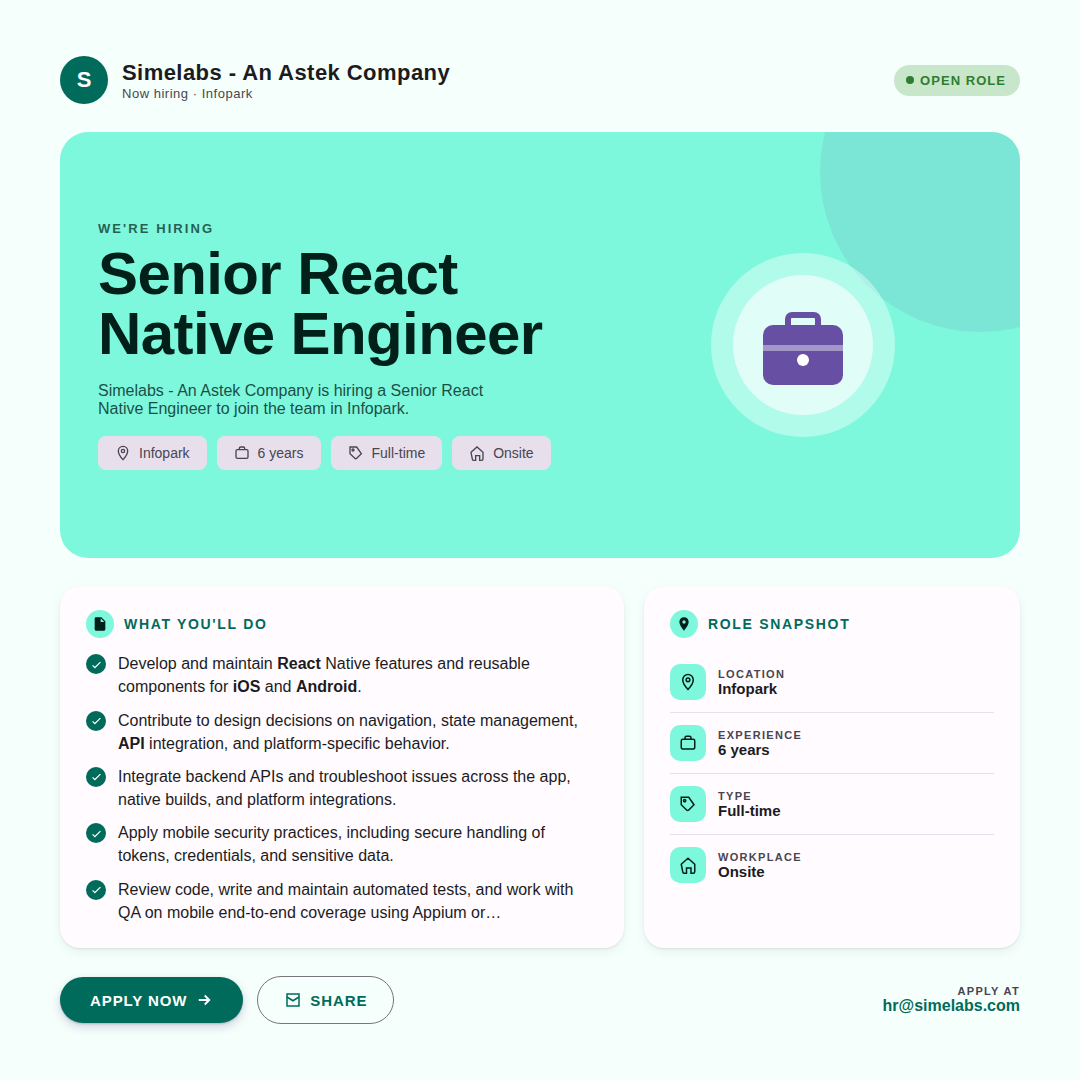 S
Simelabs - An Astek Company
Now hiring · Infopark
OPEN ROLE
WE'RE HIRING
Senior React
Native Engineer
Simelabs - An Astek Company is hiring a Senior React
Native Engineer to join the team in Infopark.
Infopark
6 years
Full-time
Onsite
WHAT YOU'LL DO
Develop and maintain React Native features and reusable
components for iOS and Android.
Contribute to design decisions on navigation, state management,
API integration, and platform-specific behavior.
Integrate backend APIs and troubleshoot issues across the app,
native builds, and platform integrations.
Apply mobile security practices, including secure handling of
tokens, credentials, and sensitive data.
Review code, write and maintain automated tests, and work with
QA on mobile end-to-end coverage using Appium or…
ROLE SNAPSHOT
LOCATION
Infopark
EXPERIENCE
6 years
TYPE
Full-time
WORKPLACE
Onsite
APPLY NOW
SHARE
APPLY AT
hr@simelabs.com